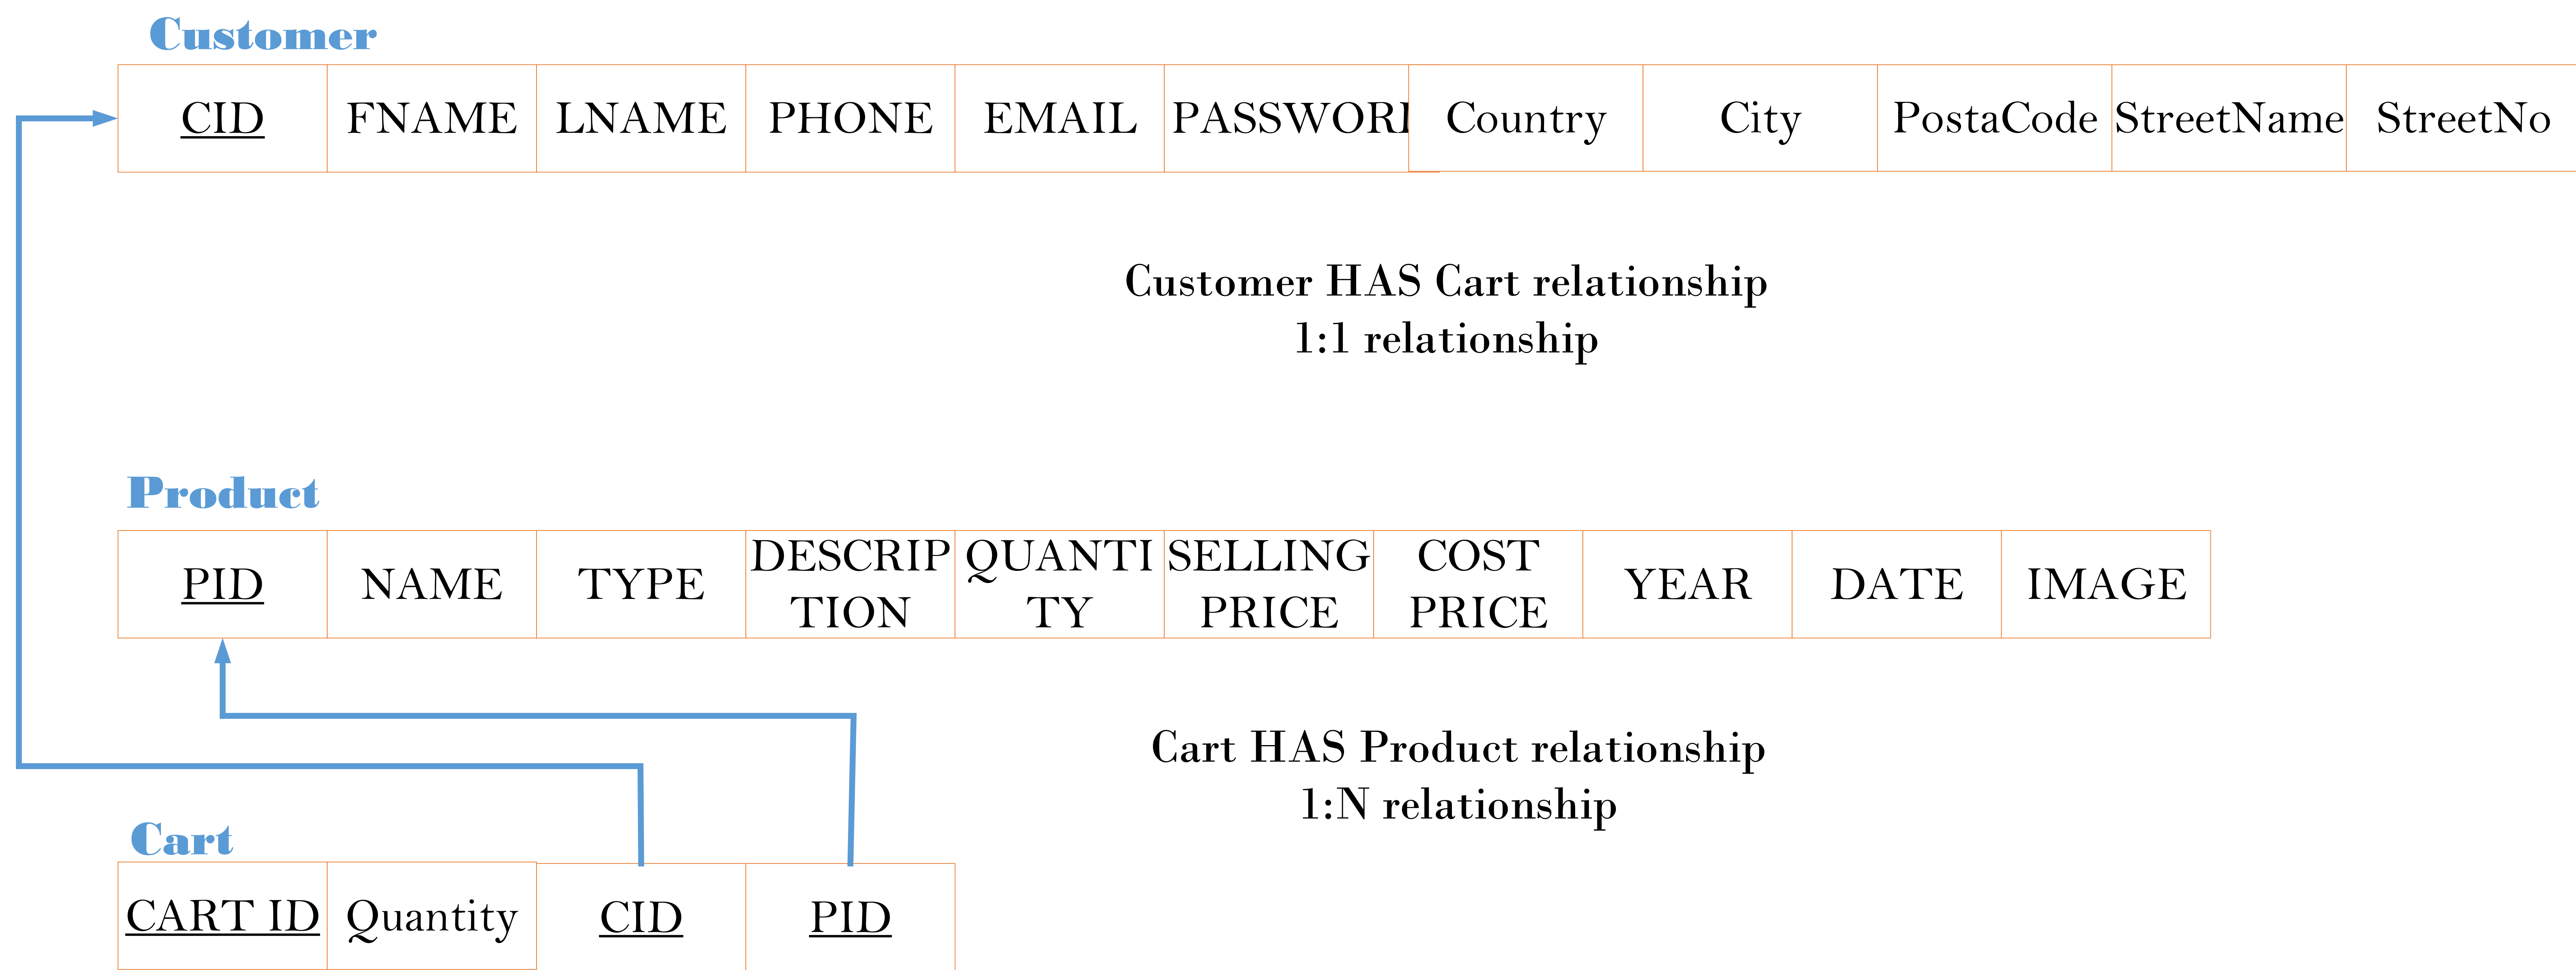 Customer
CID FNAME LNAME PHONE EMAIL PASSWOR Country City PostaCode StreetName StreetNo
Customer HAS Cart relationship
1:1 relationship
Product
PID NAME TYPE DESCRIP TION QUANTI TY SELLING PRICE COST PRICE YEAR DATE IMAGE
Cart HAS Product relationship
1:N relationship
Cart
CART ID Quantity CID PID